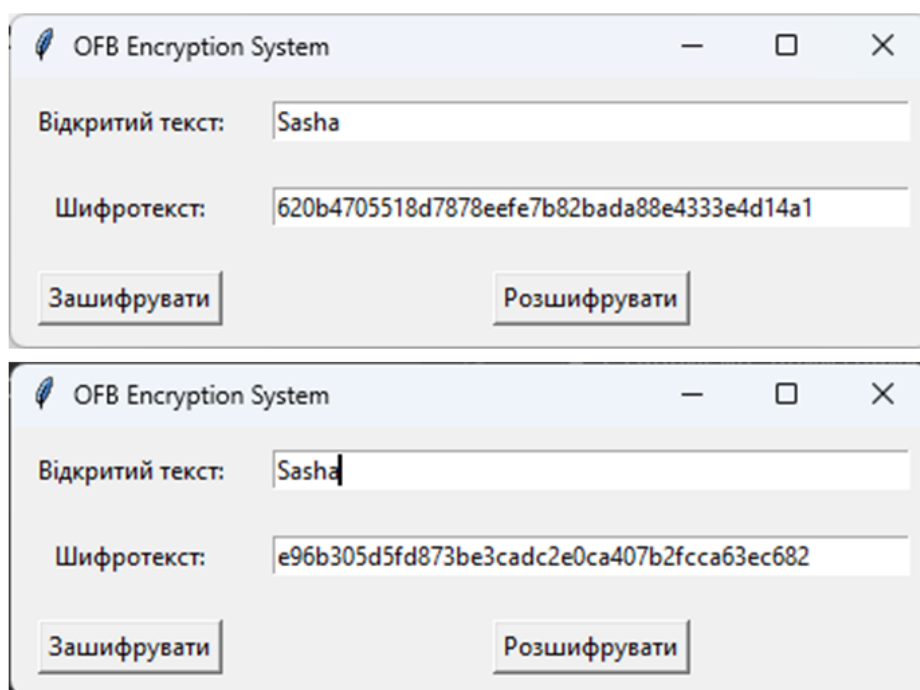 OFB Encryption System
Відкритий текст: Sasha
Шифротекст: 620b4705518d7878eefe7b82bada88e4333e4d14a1
Зашифрувати Розшифрувати
OFB Encryption System
Відкритий текст: Sasha
Шифротекст: e96b305d5fd873be3cadc2e0ca407b2fcca63ec682
Зашифрувати Розшифрувати